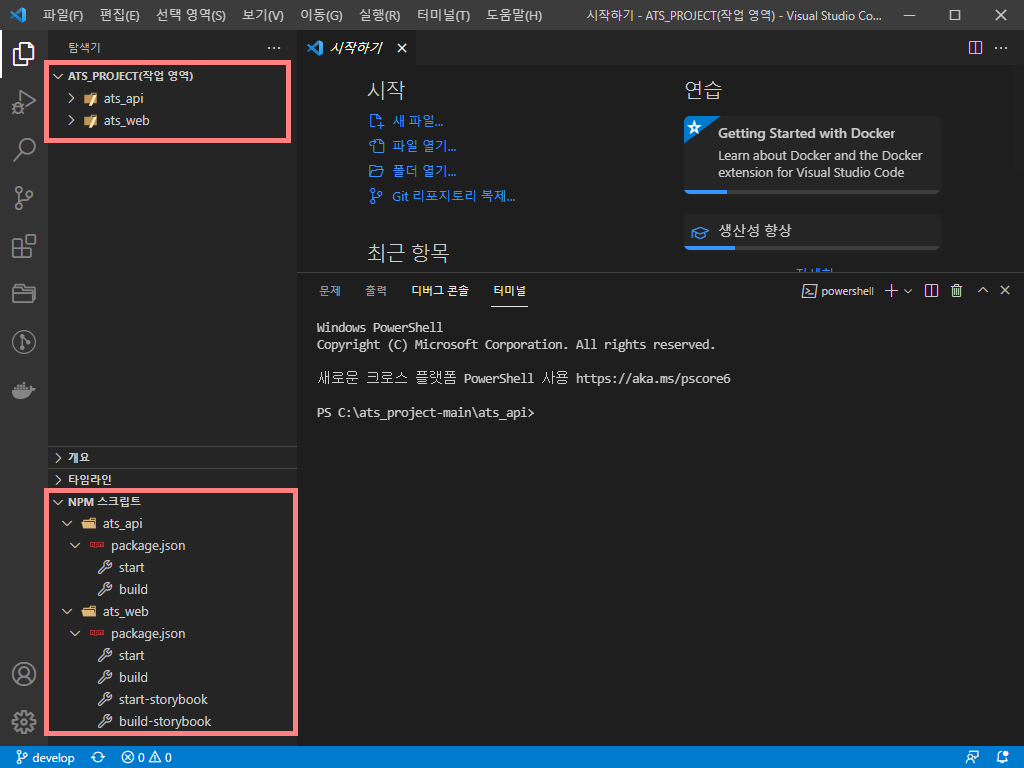 파일(F) 편집(E) 선택 영역(S) 보기(V) 이동(G) 실행(R) 터미널(T) 도움말(H) 시작하기 - ATS_PROJECT(작업 영역) - Visual Studio Co...
탐색기
ATS_PROJECT(작업 영역)
ats_api
ats_web
개요
타임라인
NPM 스크립트
ats_api
package.json
start
build
ats_web
package.json
start
build
start-storybook
build-storybook
시작하기
시작
새 파일...
파일 열기...
폴더 열기...
Git 리포지토리 복제...
최근 항목
연습
Getting Started with Docker
Learn about Docker and the Docker
extension for Visual Studio Code
생산성 향상
문제 출력 디버그 콘솔 터미널 powershell
Windows PowerShell
Copyright (C) Microsoft Corporation. All rights reserved.
새로운 크로스 플랫폼 PowerShell 사용 https://aka.ms/pscore6
PS C:\ats_project-main\ats_api>
develop 0 0